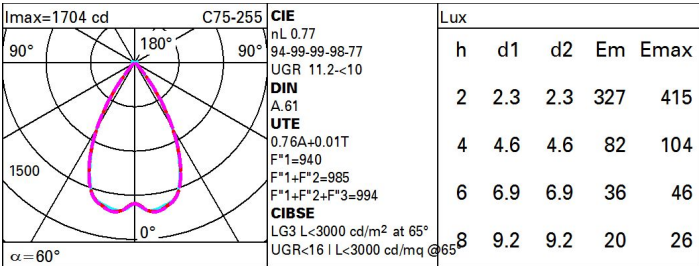 Imax=1704 cd C75-255
90° 180° 90°
1500
0°
α=60°
CIE
nL 0.77
94-99-99-98-77
UGR 11.2-<10
DIN
A.61
UTE
0.76A+0.01T
F"1=940
F"1+F"2=985
F"1+F"2+F"3=994
CIBSE
LG3 L<3000 cd/m² at 65°
UGR<16 | L<3000 cd/mq @65°
Lux
h d1 d2 Em Emax
2 2.3 2.3 327 415
4 4.6 4.6 82 104
6 6.9 6.9 36 46
8 9.2 9.2 20 26